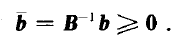 b̄ = B⁻¹b ⩾ 0 .